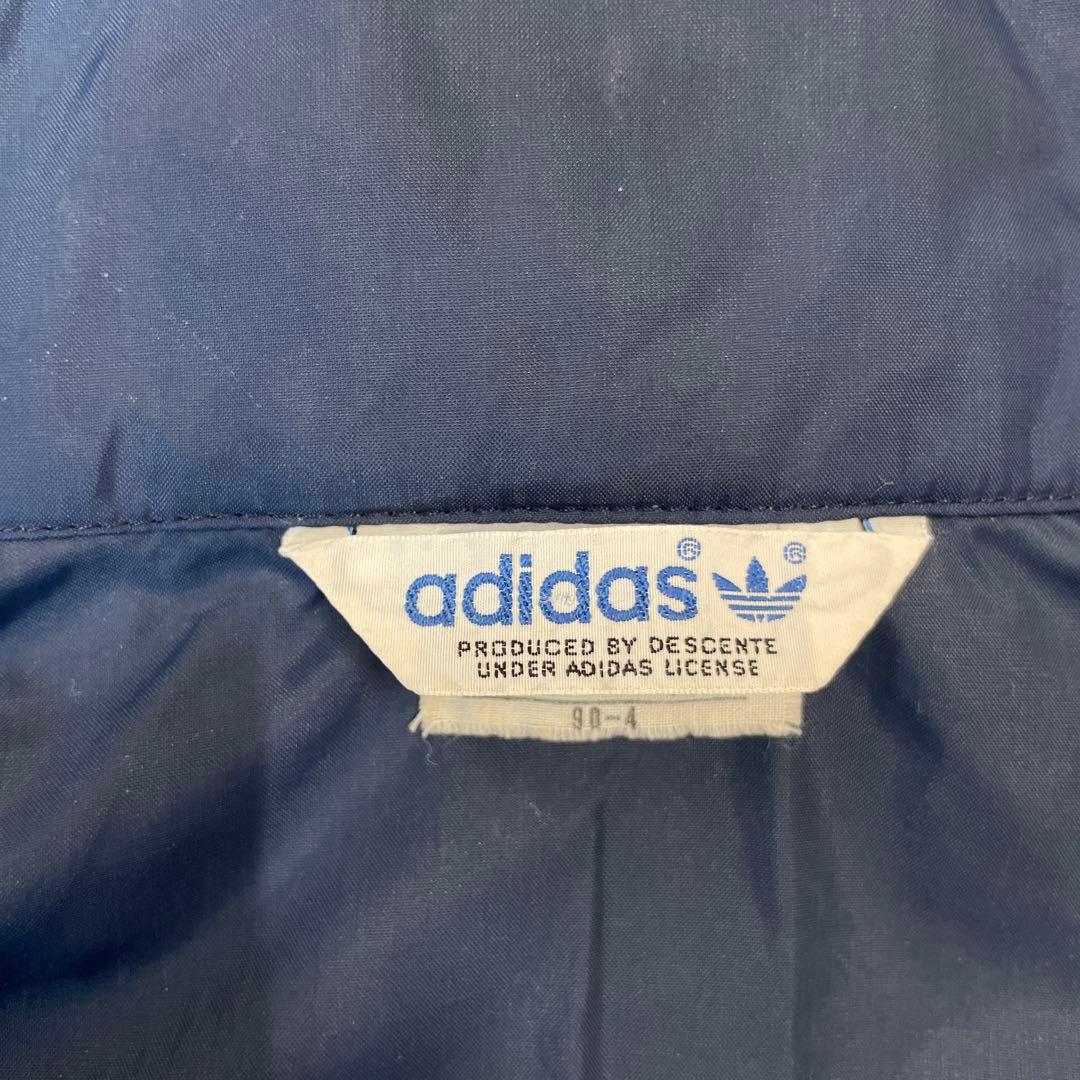 adidas® ®
PRODUCED BY DESCENTE
UNDER ADIDAS LICENSE
90-4